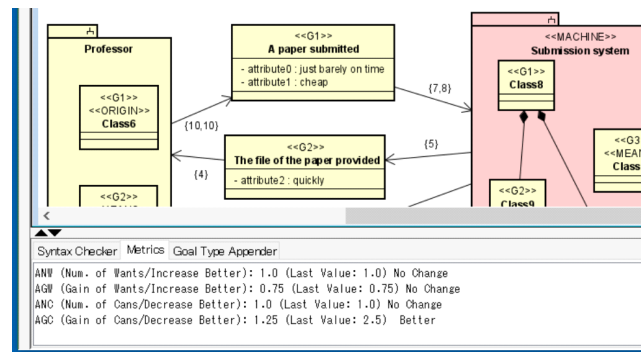 Professor
<<G1>>
<<ORIGIN>>
Class6
<<G2>>
<<G1>>
A paper submitted
- attribute0 : just barely on time
- attribute1 : cheap
{10,10}
{7,8}
<<G2>>
The file of the paper provided
- attribute2 : quickly
{4}
{5}
<<MACHINE>>
Submission system
<<G1>>
Class8
<<G3
<<MEAN
Class
<<G2>>
Class9
Syntax Checker Metrics Goal Type Appender
ANW (Num. of Wants/Increase Better): 1.0 (Last Value: 1.0) No Change
AGW (Gain of Wants/Increase Better): 0.75 (Last Value: 0.75) No Change
ANC (Num. of Cans/Decrease Better): 1.0 (Last Value: 1.0) No Change
AGC (Gain of Cans/Decrease Better): 1.25 (Last Value: 2.5) Better